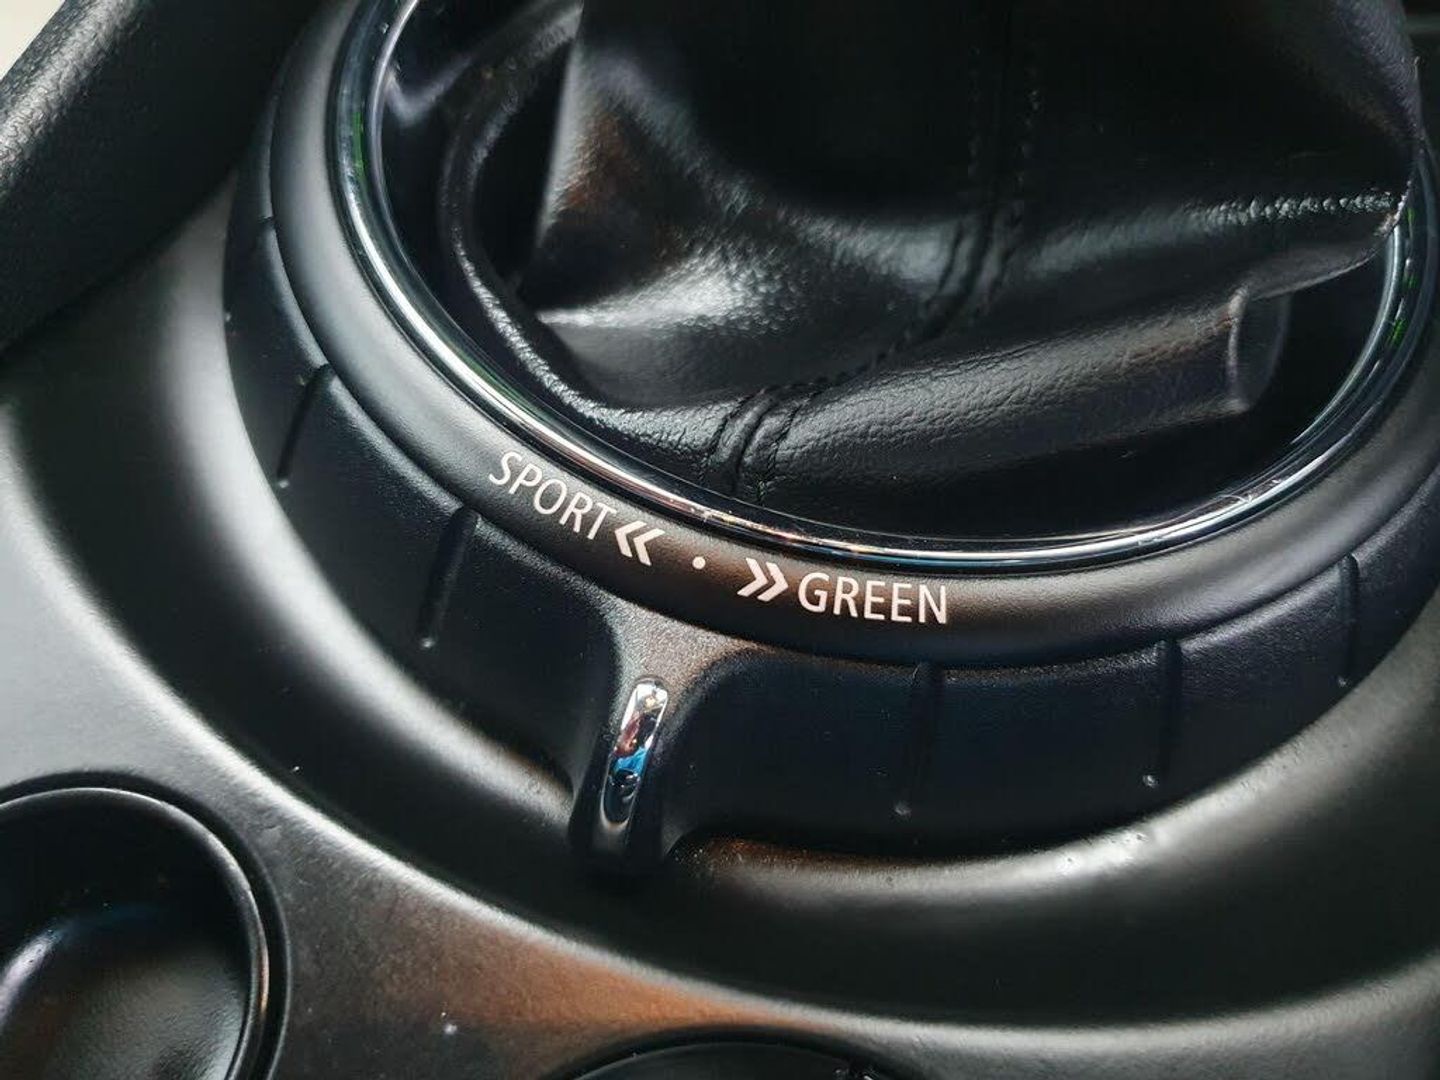 SPORT « • » GREEN